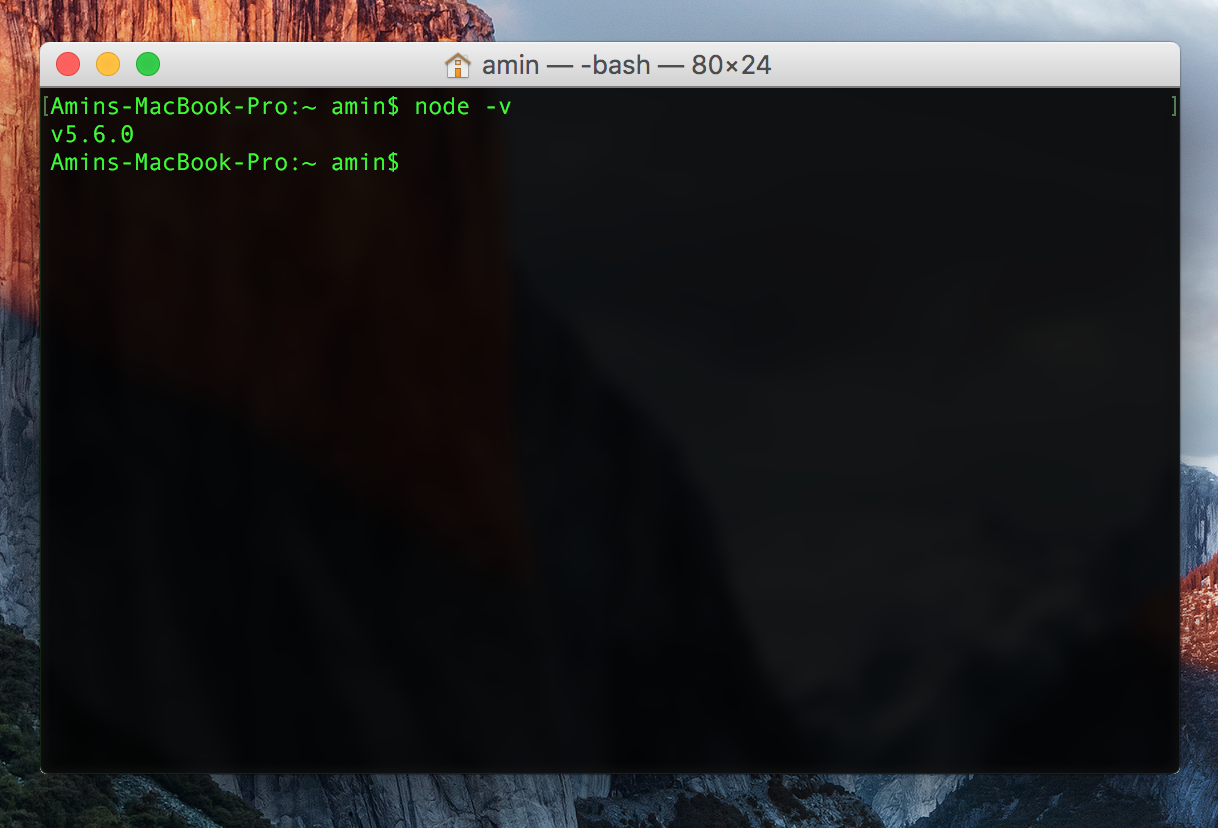 amin — -bash — 80×24
[Amins-MacBook-Pro:~ amin$ node -v ]
v5.6.0
Amins-MacBook-Pro:~ amin$